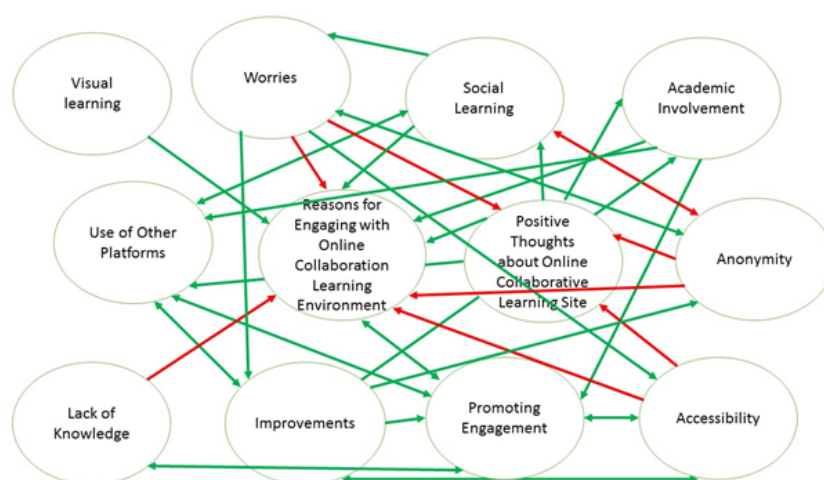 Visual
learning
Worries
Social
Learning
Academic
Involvement
Use of Other
Platforms
Reasons for
Engaging with
Online
Collaboration
Learning
Environment
Positive
Thoughts
about Online
Collaborative
Learning Site
Anonymity
Lack of
Knowledge
Improvements
Promoting
Engagement
Accessibility